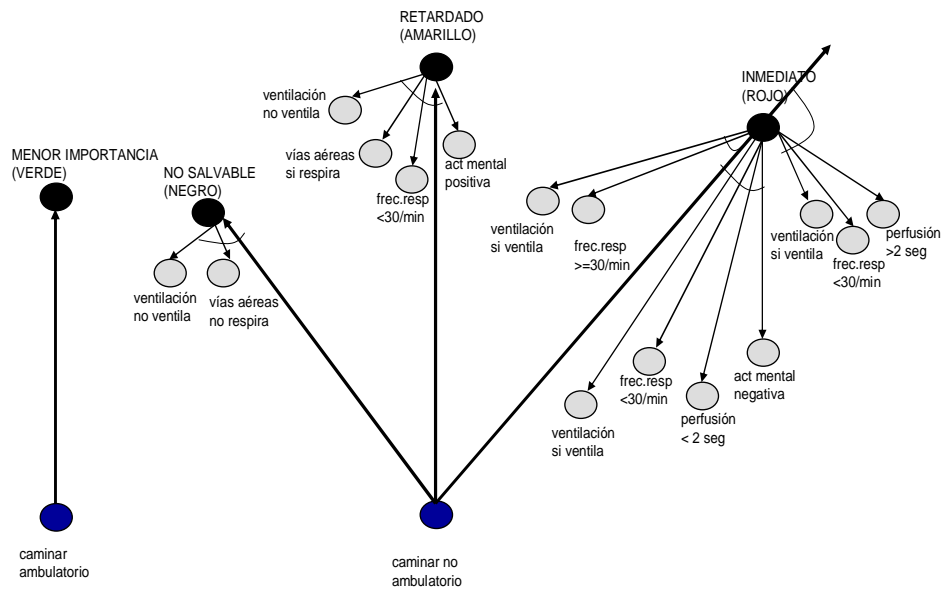 RETARDADO
(AMARILLO)
INMEDIATO
(ROJO)
ventilación
no ventila
vías aéreas
si respira
frec.resp
<30/min
act mental
positiva
MENOR IMPORTANCIA
(VERDE)
NO SALVABLE
(NEGRO)
ventilación
no ventila
vías aéreas
no respira
ventilación
si ventila
frec.resp
>=30/min
ventilación
si ventila
frec.resp
<30/min
perfusión
>2 seg
ventilación
si ventila
frec.resp
<30/min
perfusión
< 2 seg
act mental
negativa
caminar
ambulatorio
caminar no
ambulatorio